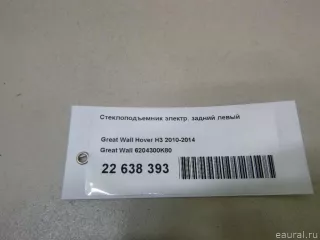 Стеклоподъемник электр. задний левый
Great Wall Hover H3 2010-2014
Great Wall 6204300K80
22 638 393
eaural.ru